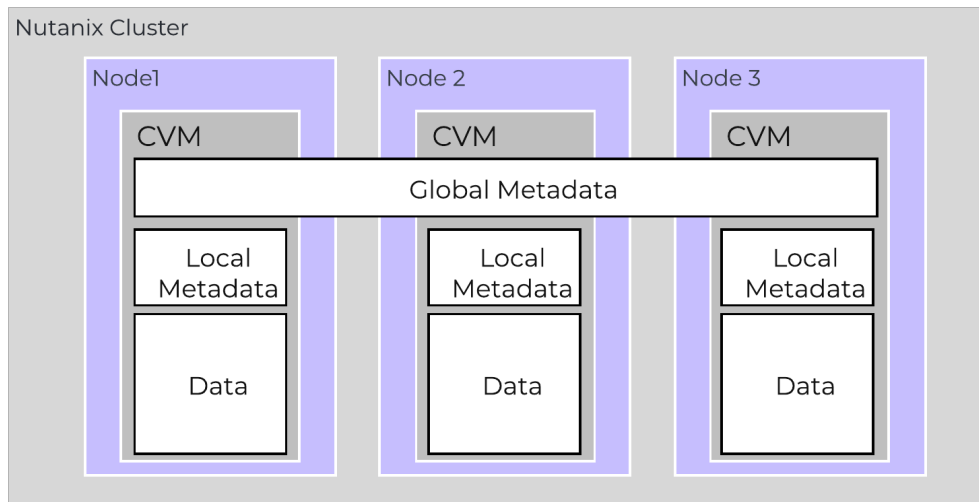 Nutanix Cluster
Node1
Node 2
Node 3
CVM
CVM
CVM
Global Metadata
Local
Metadata
Local
Metadata
Local
Metadata
Data
Data
Data